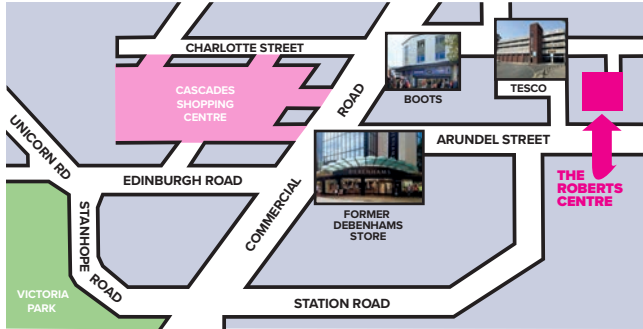 CHARLOTTE STREET
CASCADES
SHOPPING
CENTRE
ROAD
BOOTS
TESCO
ARUNDEL STREET
UNICORN RD
EDINBURGH ROAD
THE
ROBERTS
CENTRE
STANHOPE
ROAD
COMMERCIAL
DEBENHAMS
FORMER
DEBENHAMS
STORE
VICTORIA
PARK
STATION ROAD